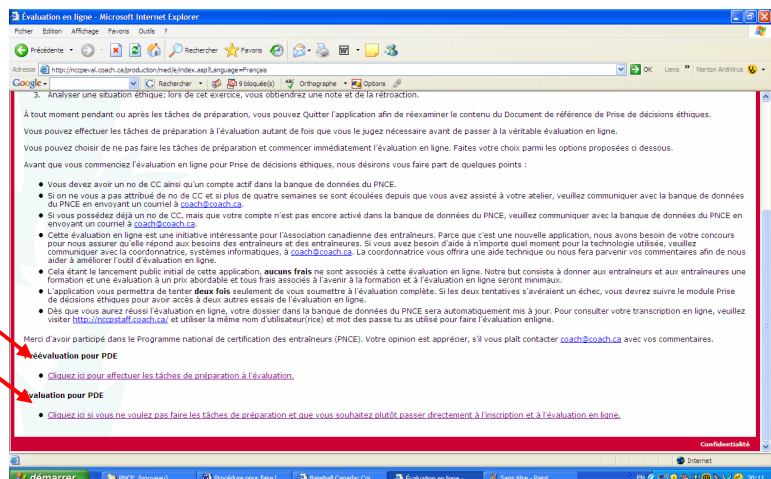 Évaluation en ligne - Microsoft Internet Explorer
Fichier Edition Affichage Favoris Outils ?
Précédente Rechercher Favoris
Adresse http://nccpeval.coach.ca/production/med/e/index.asp?Language=Français OK Liens » Norton AntiVirus
Google Rechercher 9 bloquée(s) Orthographe Options
3. Analyser une situation éthique; lors de cet exercice, vous obtiendrez une note et de la rétroaction.
À tout moment pendant ou après les tâches de préparation, vous pouvez Quitter l'application afin de réexaminer le contenu du Document de référence de Prise de décisions éthiques.
Vous pouvez effectuer les tâches de préparation à l'évaluation autant de fois que vous le jugez nécessaire avant de passer à la véritable évaluation en ligne.
Vous pouvez choisir de ne pas faire les tâches de préparation et commencer immédiatement l'évaluation en ligne. Faites votre choix parmi les options proposées ci dessous.
Avant que vous commenciez l'évaluation en ligne pour Prise de décisions éthiques, nous désirons vous faire part de quelques points :
• Vous devez avoir un no de CC ainsi qu'un compte actif dans la banque de données du PNCE.
• Si on ne vous a pas attribué de no de CC et si plus de quatre semaines se sont écoulées depuis que vous avez assisté à votre atelier, veuillez communiquer avec la banque de données
du PNCE en envoyant un courriel à coach@coach.ca.
• Si vous possédez déjà un no de CC, mais que votre compte n'est pas encore activé dans la banque de données du PNCE, veuillez communiquer avec la banque de données du PNCE en
envoyant un courriel à coach@coach.ca.
• Cette évaluation en ligne est une initiative intéressante pour l'Association canadienne des entraîneurs. Parce que c'est une nouvelle application, nous avons besoin de votre concours
pour nous assurer qu'elle répond aux besoins des entraîneurs et des entraîneures. Si vous avez besoin d'aide à n'importe quel moment pour la technologie utilisée, veuillez
communiquer avec la coordonnatrice, systèmes informatiques, à coach@coach.ca. La coordonnatrice vous offrira une aide technique ou nous fera parvenir vos commentaires afin de nous
aider à améliorer l'outil d'évaluation en ligne.
• Cela étant le lancement public initial de cette application, aucuns frais ne sont associés à cette évaluation en ligne. Notre but consiste à donner aux entraîneurs et aux entraîneures une
formation et une évaluation à un prix abordable et tous frais associés à l'avenir à la formation et à l'évaluation en ligne seront minimaux.
• L'application vous permettra de tenter deux fois seulement de vous soumettre à l'évaluation complète. Si les deux tentatives s'avéraient un échec, vous devrez suivre le module Prise
de décisions éthiques pour avoir accès à deux autres essais de l'évaluation en ligne.
• Dès que vous aurez réussi l'évaluation en ligne, votre dossier dans la banque de données du PNCE sera automatiquement mis à jour. Pour consulter votre transcription en ligne, veuillez
visiter http://nccpstaff.coach.ca/ et utiliser la même nom d'utilisateur(rice) et mot des passe tu as utilisé pour faire l'évaluation enligne.
Merci d'avoir participé dans le Programme national de certification des entraîneurs (PNCE). Votre opinion est apprécier, s'il vous plaît contacter coach@coach.ca avec vos commentaires.
Préévaluation pour PDE
• Cliquez ici pour effectuer les tâches de préparation à l'évaluation.
Évaluation pour PDE
• Cliquez ici si vous ne voulez pas faire les tâches de préparation et que vous souhaitez plutôt passer directement à l'inscription et à l'évaluation en ligne.
Confidentialité
Internet
démarrer PNCE (nouveau) Procédure pour faire l... Baseball Canada: Coi... Évaluation en ligne - ... Sans titre - Paint EN 20:11